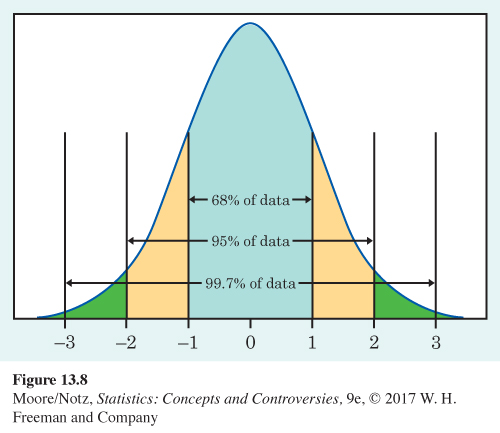 68% of data
95% of data
99.7% of data
−3 −2 −1 0 1 2 3
Figure 13.8
Moore/Notz, Statistics: Concepts and Controversies, 9e, © 2017 W. H.
Freeman and Company